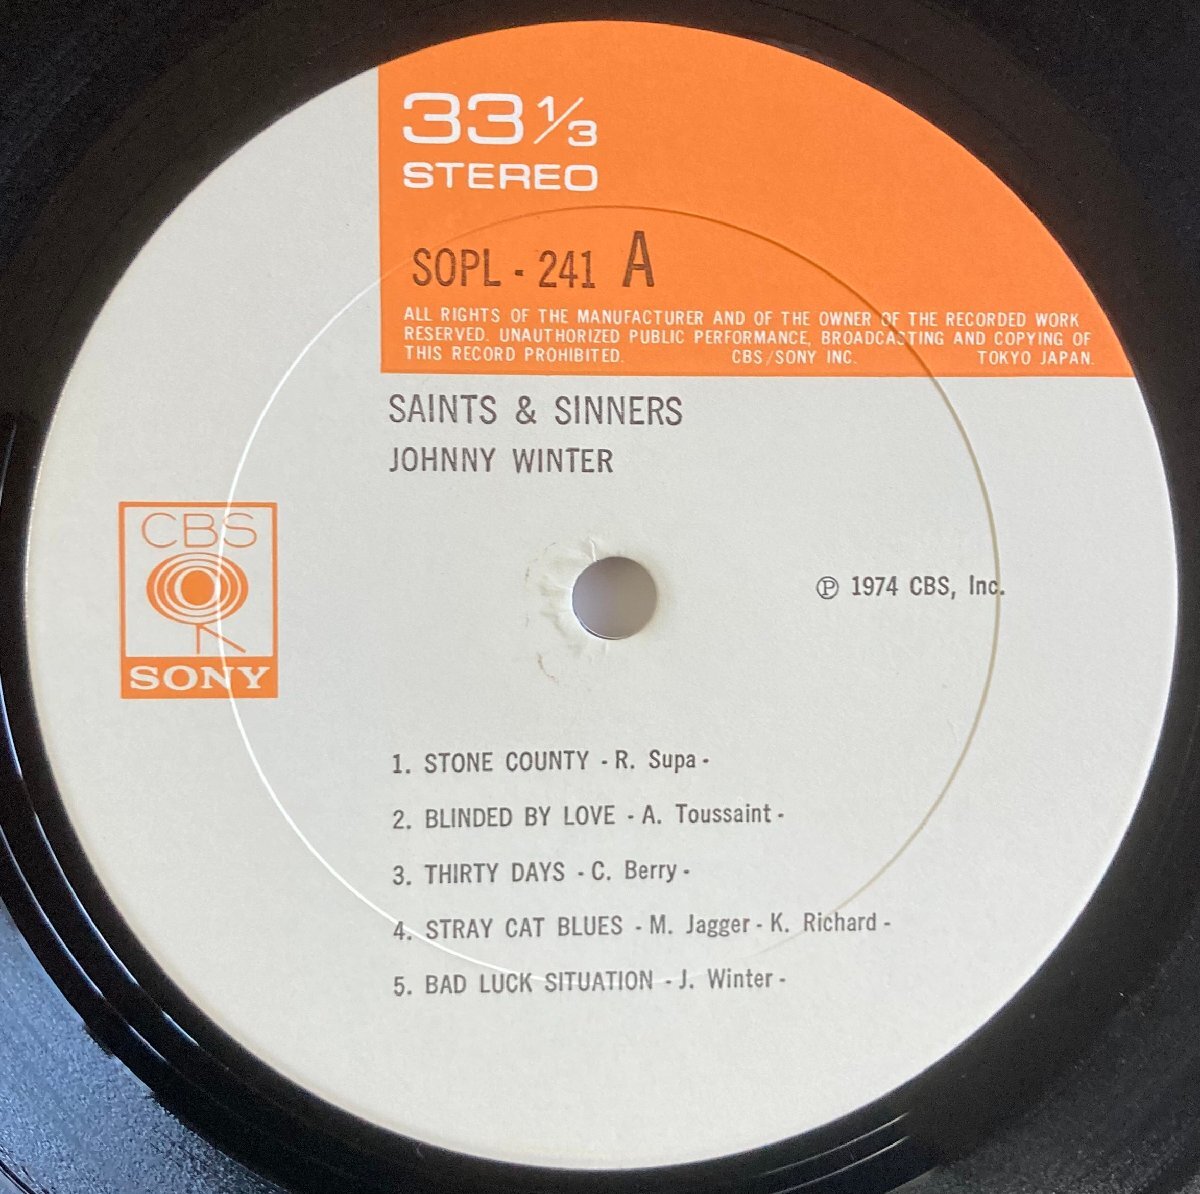 33 1/3
STEREO
SOPL - 241 A
ALL RIGHTS OF THE MANUFACTURER AND OF THE OWNER OF THE RECORDED WORK
RESERVED. UNAUTHORIZED PUBLIC PERFORMANCE, BROADCASTING AND COPYING OF
THIS RECORD PROHIBITED. CBS/SONY INC. TOKYO JAPAN.
SAINTS & SINNERS
JOHNNY WINTER
CBS
SONY
℗ 1974 CBS, Inc.
1. STONE COUNTY - R. Supa -
2. BLINDED BY LOVE - A. Toussaint -
3. THIRTY DAYS - C. Berry -
4. STRAY CAT BLUES - M. Jagger - K. Richard -
5. BAD LUCK SITUATION - J. Winter -